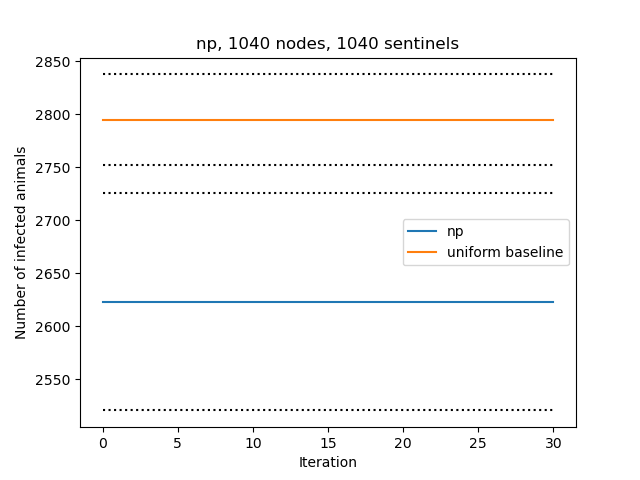 np, 1040 nodes, 1040 sentinels
Number of infected animals
2850
2800
2750
2700
2650
2600
2550
np
uniform baseline
0 5 10 15 20 25 30
Iteration